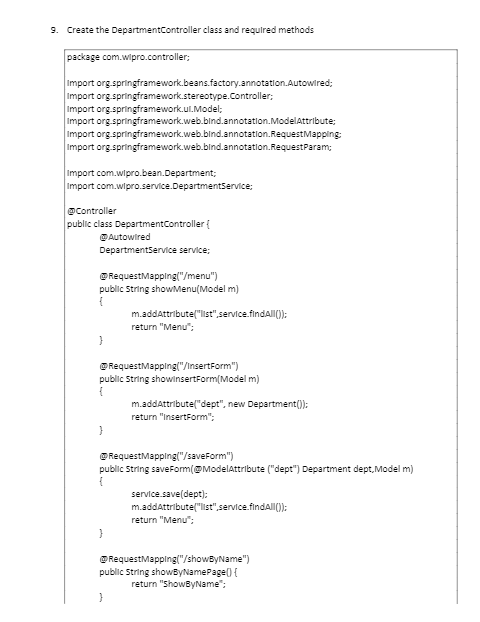 9. Create the DepartmentController class and required methods
package com.wipro.controller;
import org.springframework.beans.factory.annotation.Autowired;
import org.springframework.stereotype.Controller;
import org.springframework.ui.Model;
import org.springframework.web.bind.annotation.ModelAttribute;
import org.springframework.web.bind.annotation.RequestMapping;
import org.springframework.web.bind.annotation.RequestParam;
import com.wipro.bean.Department;
import com.wipro.service.DepartmentService;
@Controller
public class DepartmentController {
@Autowired
DepartmentService service;
@RequestMapping("/menu")
public String showMenu(Model m)
{
m.addAttribute("list",service.findAll());
return "Menu";
}
@RequestMapping("/insertForm")
public String showInsertForm(Model m)
{
m.addAttribute("dept", new Department());
return "InsertForm";
}
@RequestMapping("/saveForm")
public String saveForm(@ModelAttribute ("dept") Department dept,Model m)
{
service.save(dept);
m.addAttribute("list",service.findAll());
return "Menu";
}
@RequestMapping("/showByName")
public String showByNamePage() {
return "ShowByName";
}